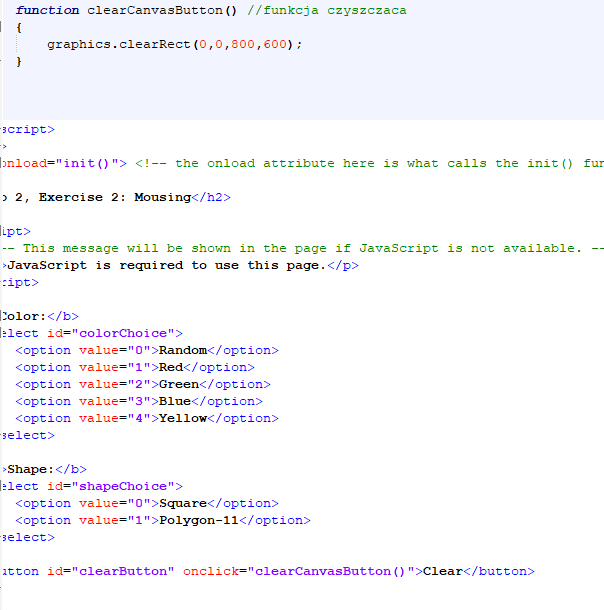 function clearCanvasButton() //funkcja czyszczaca
{
graphics.clearRect(0,0,800,600);
}
script>
>
onload="init()"> <!-- the onload attribute here is what calls the init() fun
2, Exercise 2: Mousing</h2>
ipt>
-- This message will be shown in the page if JavaScript is not available. --
>JavaScript is required to use this page.</p>
ript>
Color:</b>
elect id="colorChoice">
<option value="0">Random</option>
<option value="1">Red</option>
<option value="2">Green</option>
<option value="3">Blue</option>
<option value="4">Yellow</option>
select>
>Shape:</b>
elect id="shapeChoice">
<option value="0">Square</option>
<option value="1">Polygon-11</option>
select>
utton id="clearButton" onclick="clearCanvasButton()">Clear</button>